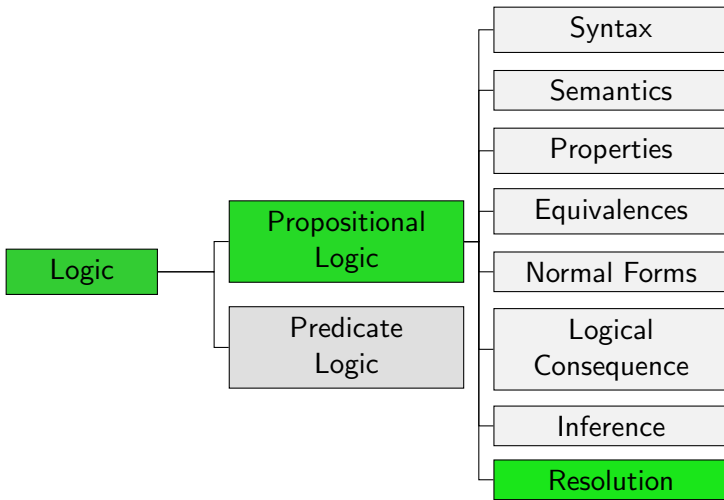 Logic
Propositional
Logic
Predicate
Logic
Syntax
Semantics
Properties
Equivalences
Normal Forms
Logical
Consequence
Inference
Resolution